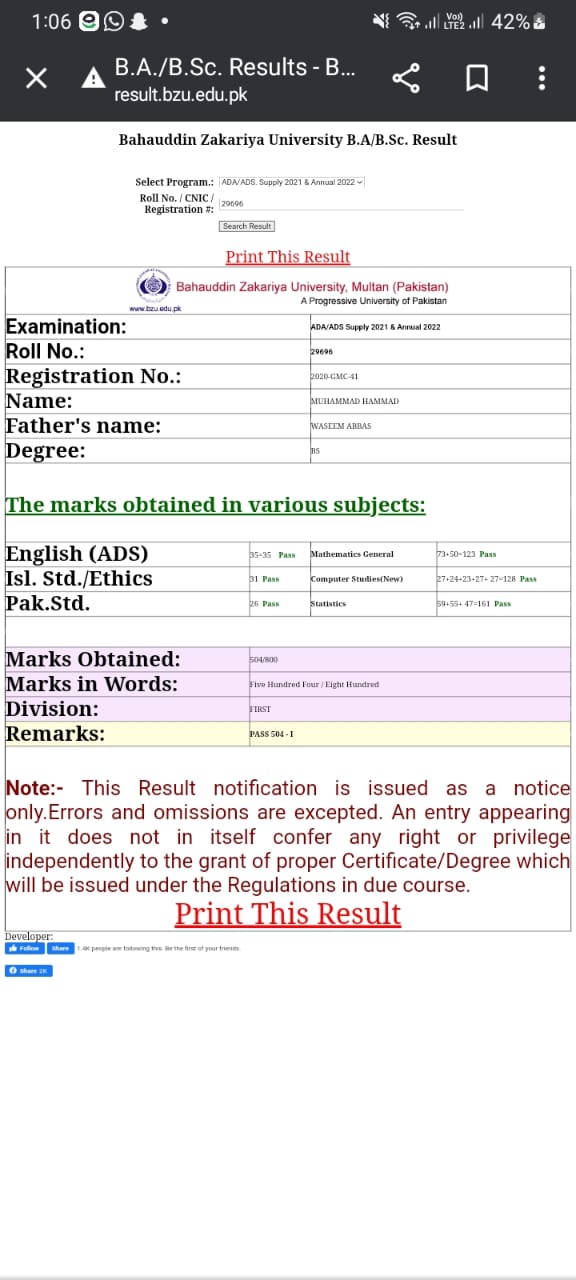 1:06
Vo)) LTE2 42%
B.A./B.Sc. Results - B...
result.bzu.edu.pk
Bahauddin Zakariya University B.A/B.Sc. Result
Select Program.: ADA/ADS. Supply 2021 & Annual 2022
Roll No. / CNIC / Registration #: 29696
Search Result
Print This Result
Bahauddin Zakariya University, Multan (Pakistan)
A Progressive University of Pakistan
www.bzu.edu.pk
Examination: ADA/ADS Supply 2021 & Annual 2022
Roll No.: 29696
Registration No.: 2020-GMC-41
Name: MUHAMMAD HAMMAD
Father's name: WASEEM ABBAS
Degree: BS
The marks obtained in various subjects:
English (ADS) 35-35 Pass Mathematics General 73+50=123 Pass
Isl. Std./Ethics 31 Pass Computer Studies(New) 27+24+23+27+ 27=128 Pass
Pak.Std. 26 Pass Statistics 59+55+ 47=161 Pass
Marks Obtained: 504/800
Marks in Words: Five Hundred Four / Eight Hundred
Division: FIRST
Remarks: PASS 504 - I
Note:- This Result notification is issued as a notice
only.Errors and omissions are excepted. An entry appearing
in it does not in itself confer any right or privilege
independently to the grant of proper Certificate/Degree which
will be issued under the Regulations in due course.
Print This Result
Developer:
Follow Share 1.4K people are following this. Be the first of your friends.
Share 2K